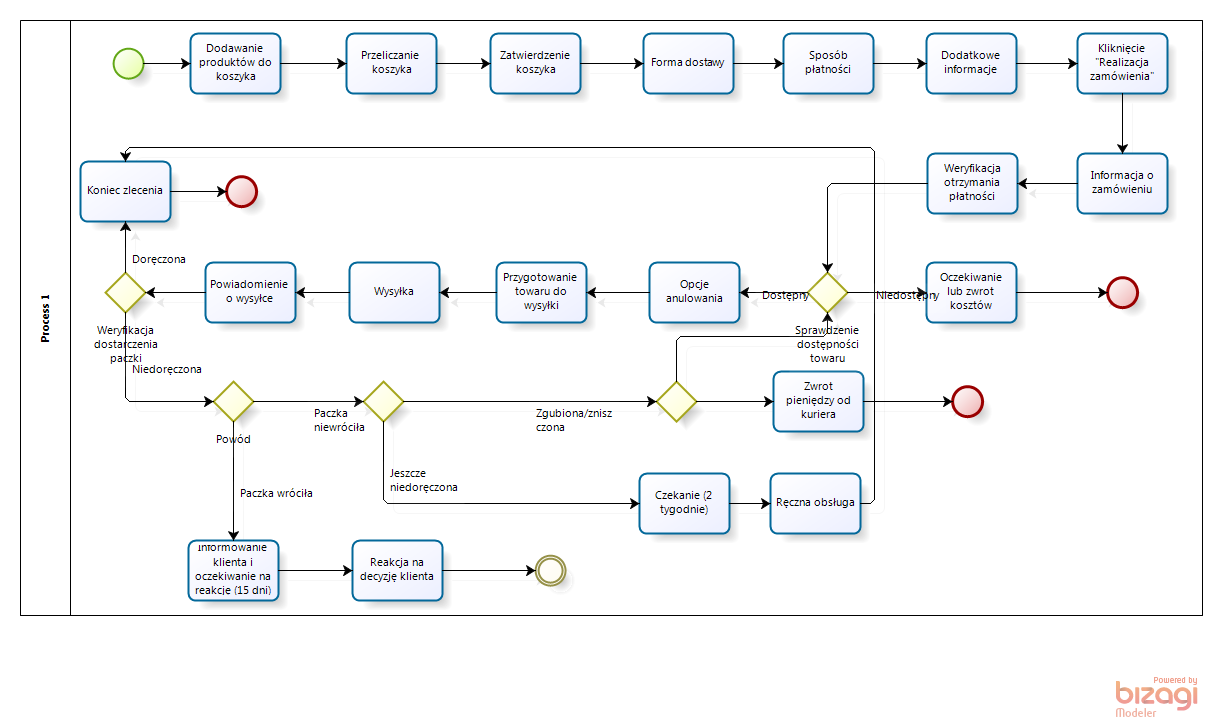 Process 1
Dodawanie
produktów do
koszyka
Przeliczanie
koszyka
Zatwierdzenie
koszyka
Forma dostawy
Sposób
płatności
Dodatkowe
informacje
Kliknięcie
"Realizacja
zamówienia"
Koniec zlecenia
Weryfikacja
otrzymania
płatności
Informacja o
zamówieniu
Doręczona
Powiadomienie
o wysyłce
Wysyłka
Przygotowanie
towaru do
wysyłki
Opcje
anulowania
Dostępny
Niedostępny
Oczekiwanie
lub zwrot
kosztów
Weryfikacja
dostarczenia
paczki
Sprawdzenie
dostępności
towaru
Niedoręczona
Powód
Paczka
niewróciła
Zgubiona/znisz
czona
Zwrot
pieniędzy od
kuriera
Jeszcze
niedoręczona
Paczka wróciła
Czekanie (2
tygodnie)
Ręczna obsługa
Informowanie
klienta i
oczekiwanie na
reakcję (15 dni)
Reakcja na
decyzję klienta
Powered by
bizagi
Modeler